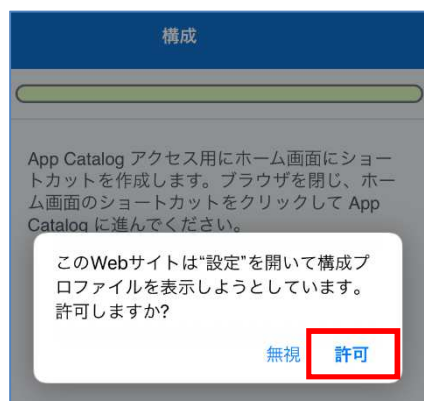 構成
App Catalog アクセス用にホーム画面にショー
トカットを作成します。ブラウザを閉じ、ホー
ム画面のショートカットをクリックして App
Catalog に進んでください。
このWebサイトは“設定”を開いて構成プ
ロファイルを表示しようとしています。
許可しますか?
無視 許可